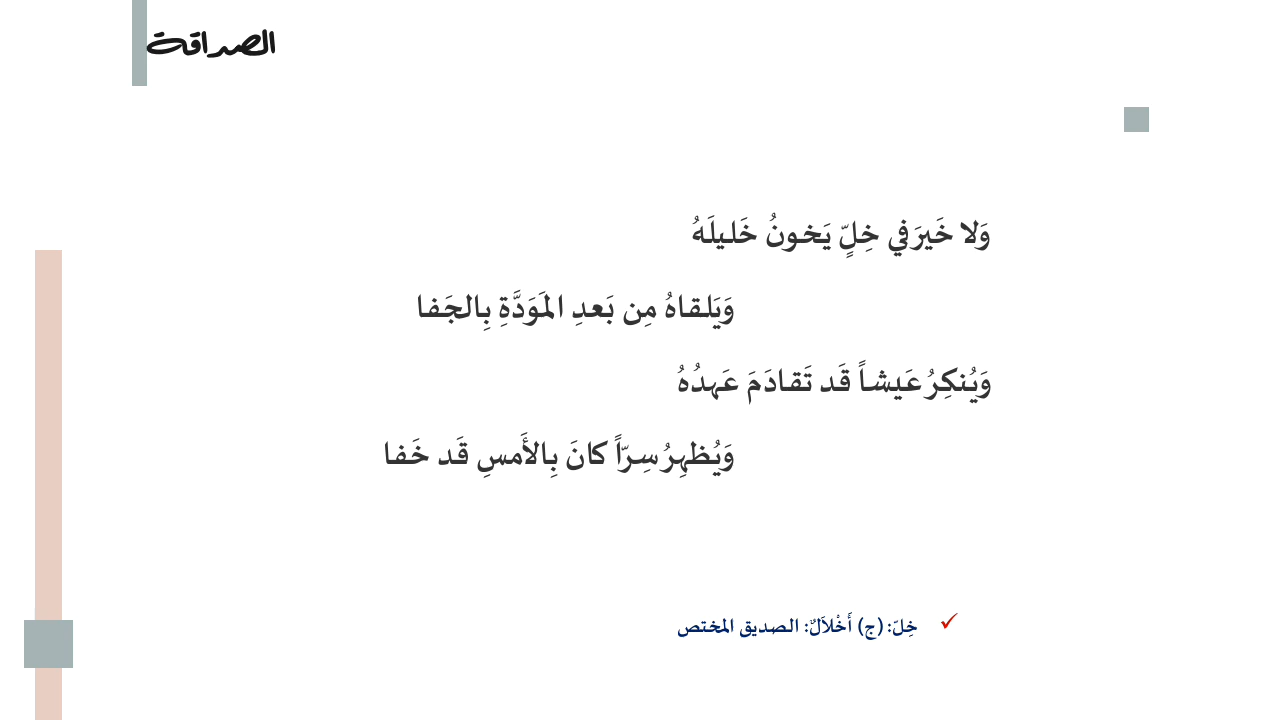 الصداقة
وَلا خَيرَ في خِلٍّ يَخونُ خَليلَهُ
وَيَلقاهُ مِن بَعدِ المَوَدَّةِ بِالجَفا
وَيُنكِرُ عَيشاً قَد تَقادَمَ عَهدُهُ
وَيُظهِرُ سِرّاً كانَ بِالأَمسِ قَد خَفا
✓ خِلّ: (ج) أَخْلاَلٌ: الصديق المختص